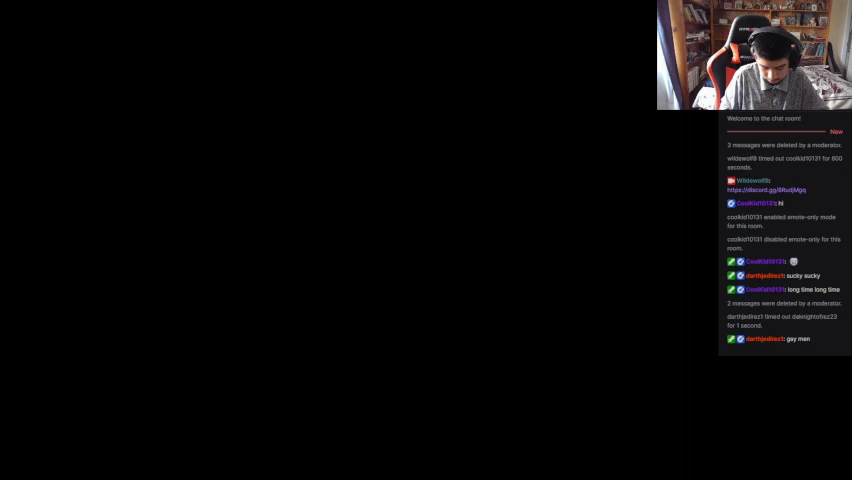 Welcome to the chat room!
New
3 messages were deleted by a moderator.
wildewolf8 timed out coolkid10131 for 600
seconds.
Wildewolf8:
https://discord.gg/8RudjMgq
CoolKid10131: hi
coolkid10131 enabled emote-only mode
for this room.
coolkid10131 disabled emote-only for this
room.
CoolKid10131:
darthjedirez1: sucky sucky
CoolKid10131: long time long time
2 messages were deleted by a moderator.
darthjedirez1 timed out daknightofrez23
for 1 second.
darthjedirez1: gay men